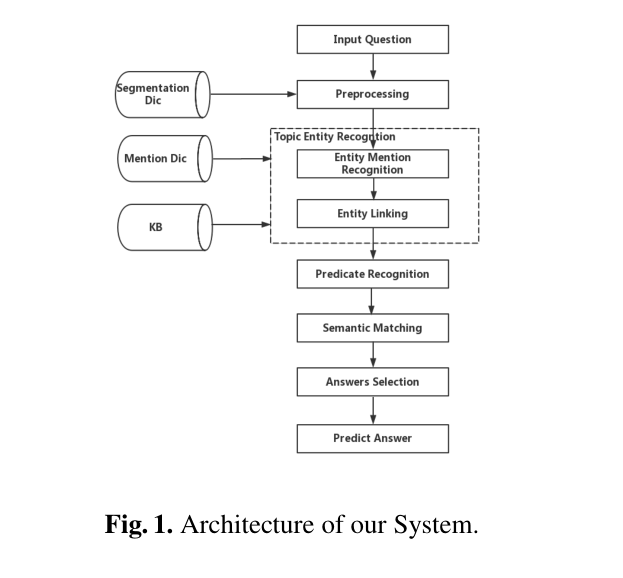 Input Question
Segmentation
Dic
Preprocessing
Topic Entity Recogntion
Mention Dic
Entity Mention
Recognition
Entity Linking
KB
Predicate Recognition
Semantic Matching
Answers Selection
Predict Answer
Fig. 1. Architecture of our System.